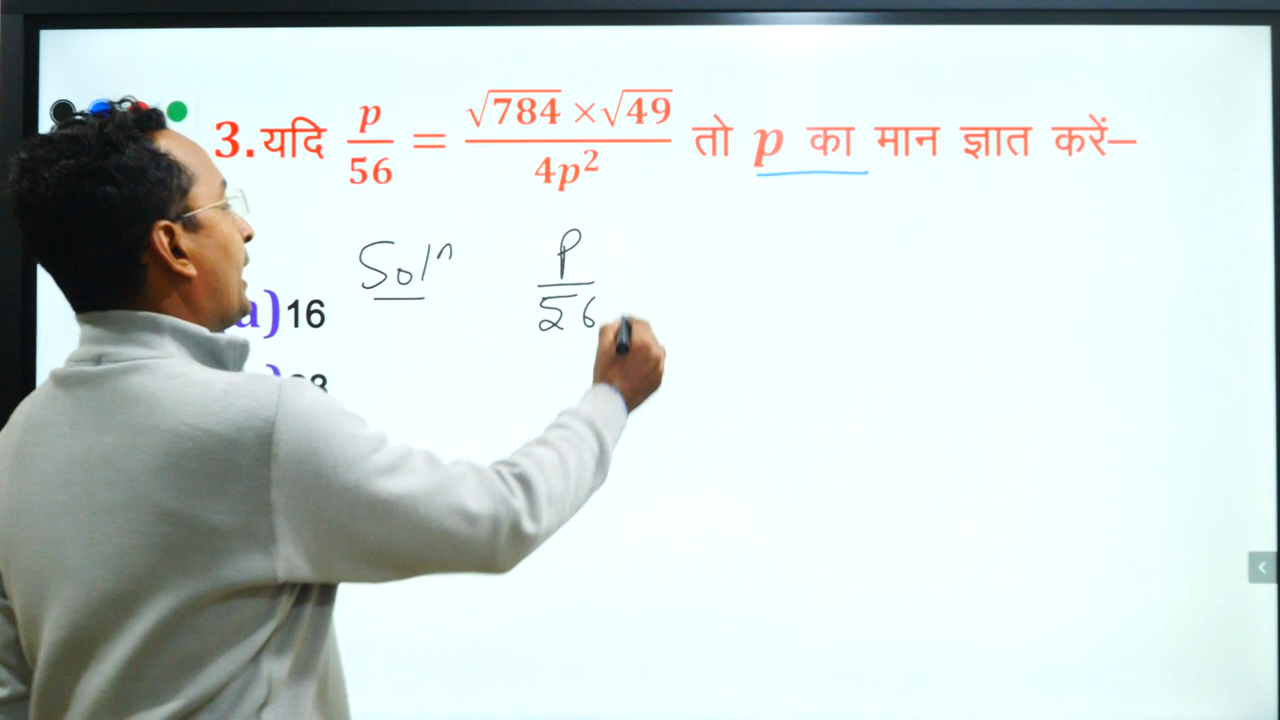 3. यदि p/56 = √784 × √49 / 4p² तो p का मान ज्ञात करें–
Solⁿ P/56
a) 16
)